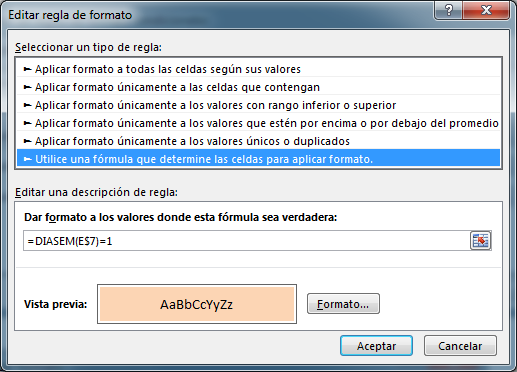 Editar regla de formato
Seleccionar un tipo de regla:
► Aplicar formato a todas las celdas según sus valores
► Aplicar formato únicamente a las celdas que contengan
► Aplicar formato únicamente a los valores con rango inferior o superior
► Aplicar formato únicamente a los valores que estén por encima o por debajo del promedio
► Aplicar formato únicamente a los valores únicos o duplicados
► Utilice una fórmula que determine las celdas para aplicar formato.
Editar una descripción de regla:
Dar formato a los valores donde esta fórmula sea verdadera:
=DIASEM(E$7)=1
Vista previa: AaBbCcYyZz Formato...
Aceptar Cancelar